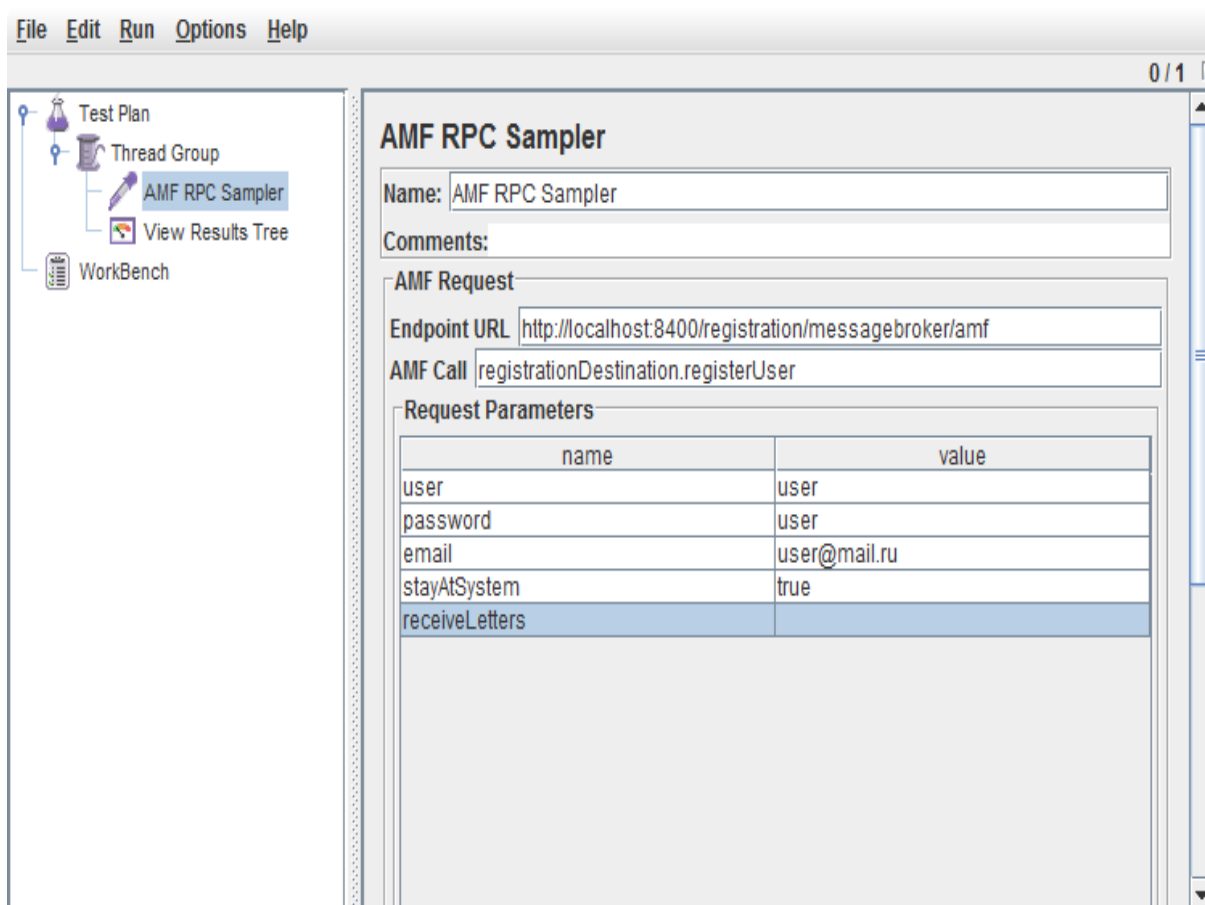 File Edit Run Options Help
0 / 1
Test Plan
Thread Group
AMF RPC Sampler
View Results Tree
WorkBench
AMF RPC Sampler
Name: AMF RPC Sampler
Comments:
AMF Request
Endpoint URL http://localhost:8400/registration/messagebroker/amf
AMF Call registrationDestination.registerUser
Request Parameters
name value
user user
password user
email user@mail.ru
stayAtSystem true
receiveLetters